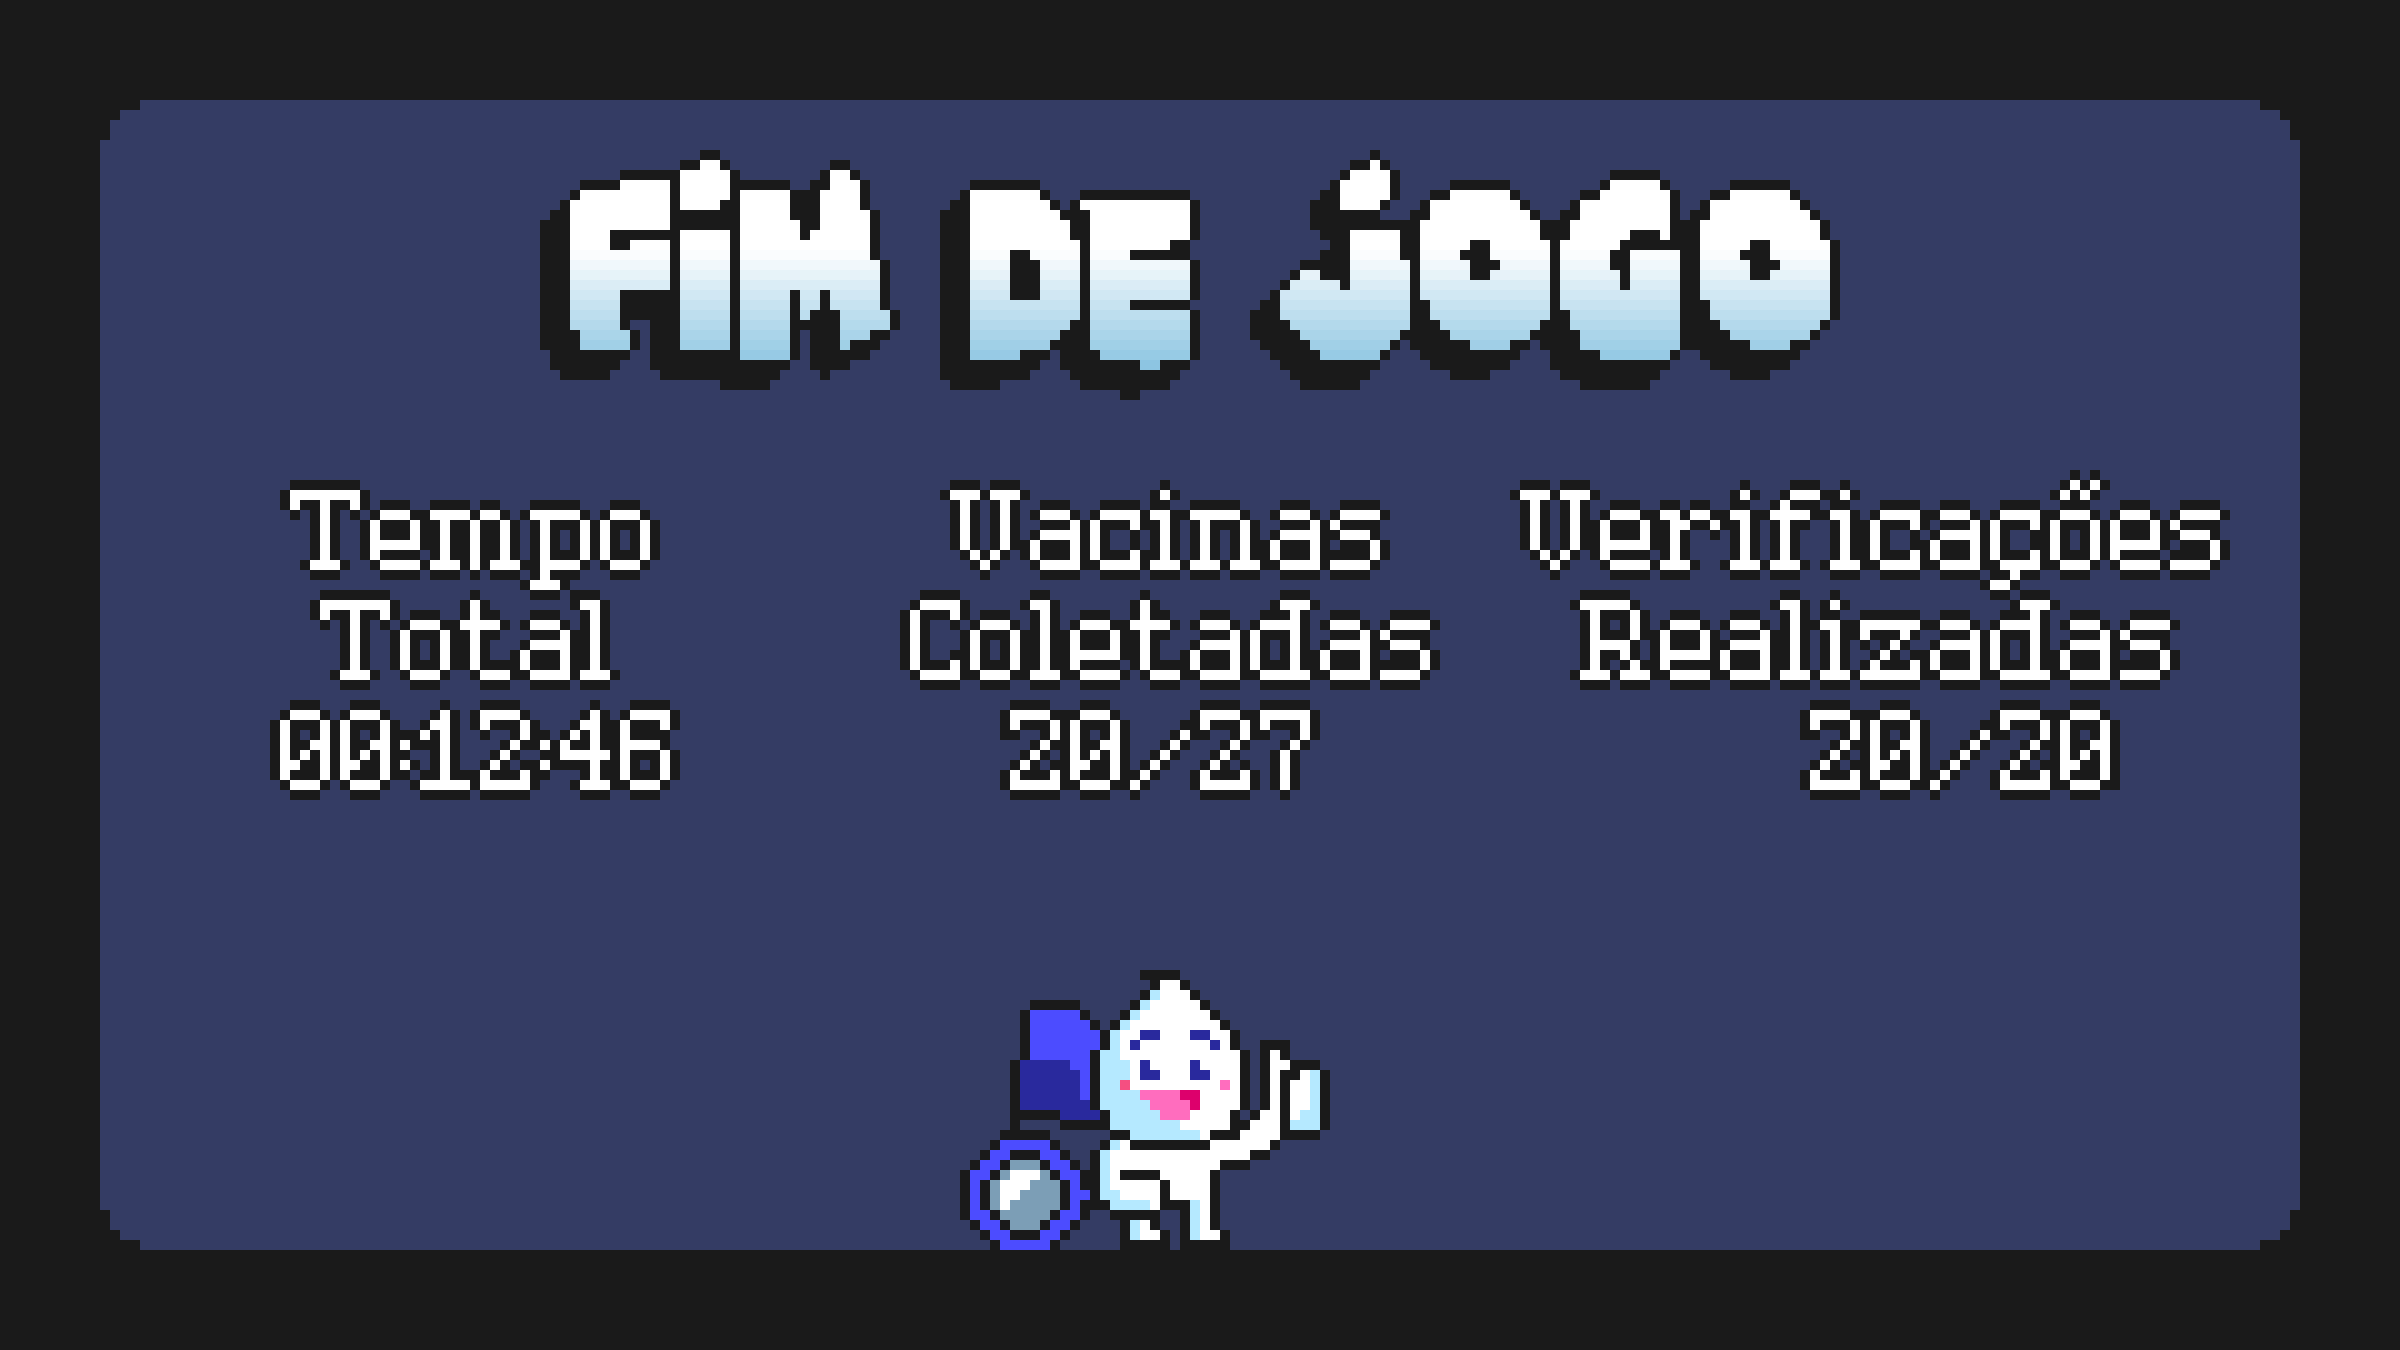 FiM DE jOGO
Tempo
Total
00:12:46
Vacinas
Coletadas
20/27
Verificações
Realizadas
20/20